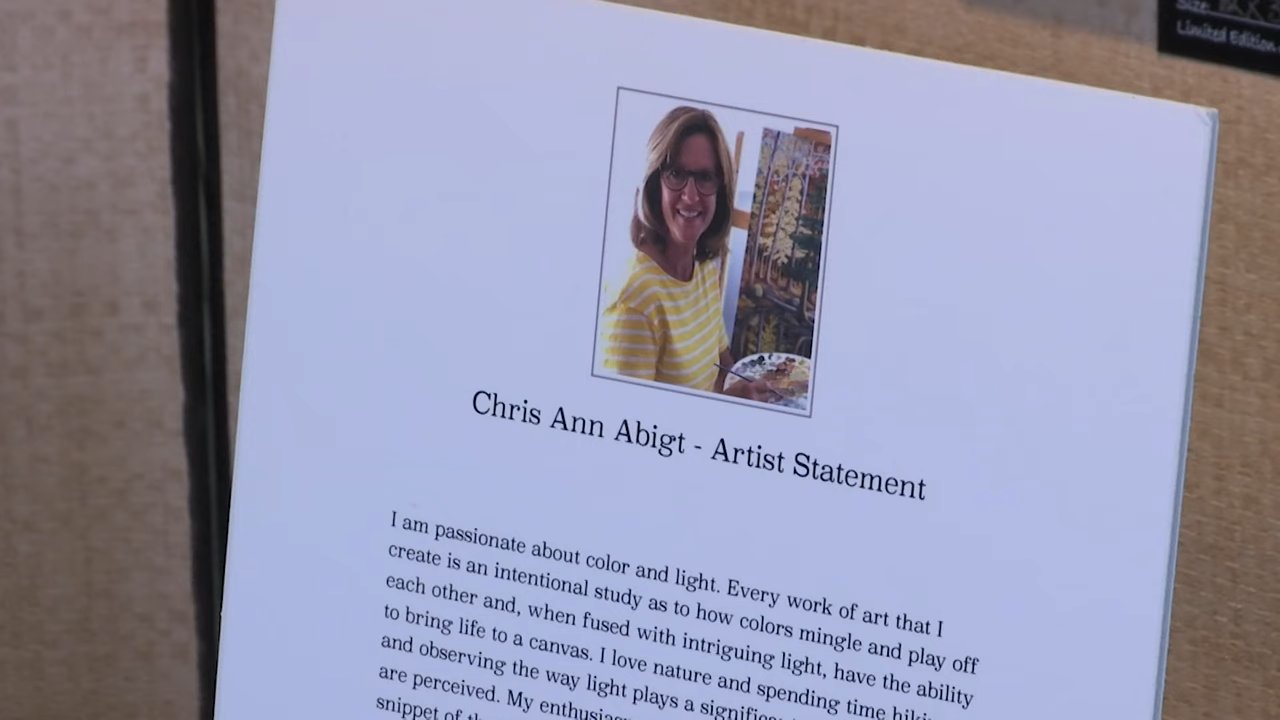 Size
Limited Edition
Chris Ann Abigt - Artist Statement
I am passionate about color and light. Every work of art that I
create is an intentional study as to how colors mingle and play off
each other and, when fused with intriguing light, have the ability
to bring life to a canvas. I love nature and spending time
and observing the way light plays a
are perceived. My
snippet of